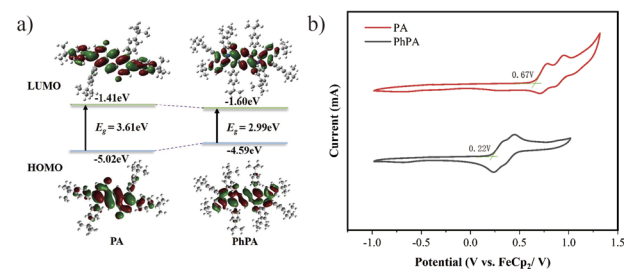 a)
LUMO
-1.41eV
-1.60eV
Eg = 3.61eV
Eg = 2.99eV
-5.02eV
-4.59eV
HOMO
PA
PhPA
b)
PA
PhPA
0.67V
0.22V
Current (mA)
-1.0
-0.5
0.0
0.5
1.0
1.5
Potential (V vs. FeCp2/ V)